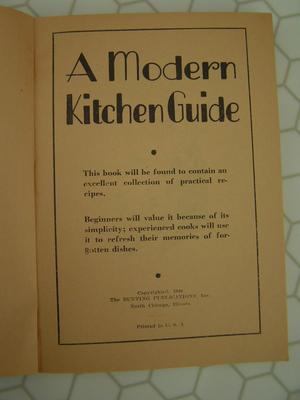 A Modern
Kitchen Guide
This book will be found to contain an
excellent collection of practical re-
cipes.
Beginners will value it because of its
simplicity; experienced cooks will use
it to refresh their memories of for-
gotten dishes.
Copyrighted,
The BUNTING PUBLICATIONS, Inc.
North Chicago, Illinois.
Printed in U. S. A.